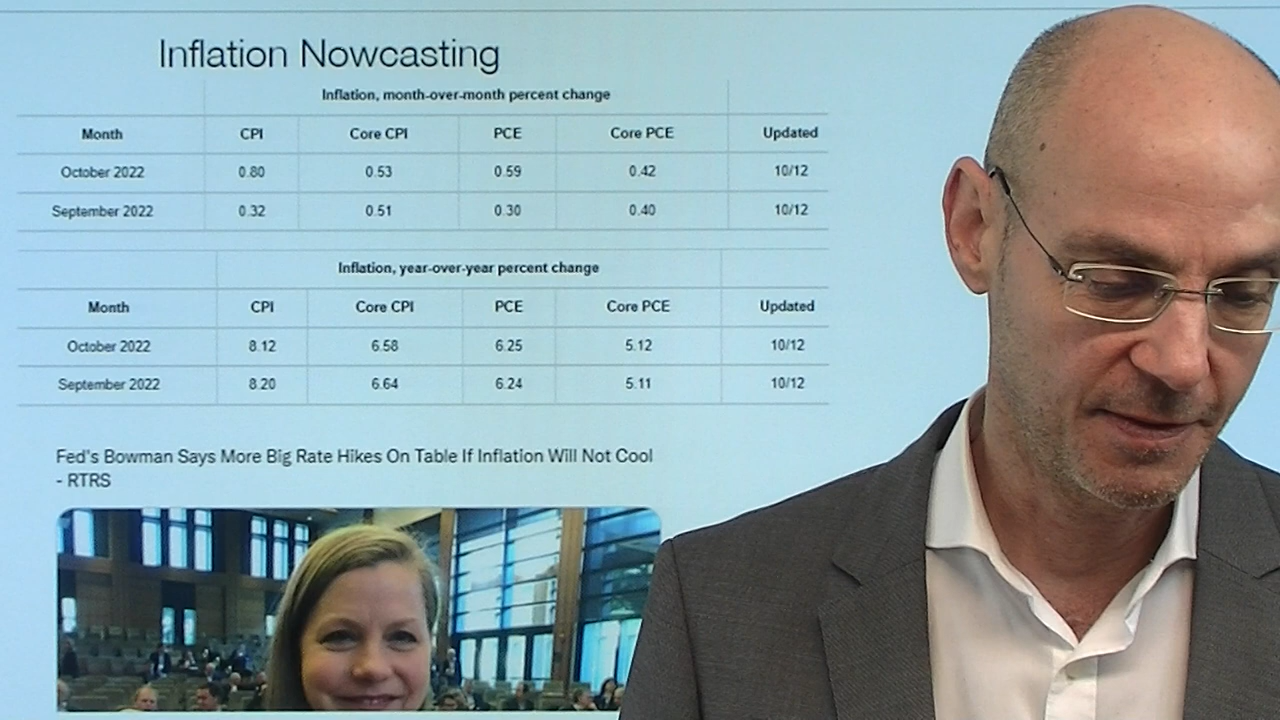 Inflation Nowcasting
Inflation, month-over-month percent change
Month CPI Core CPI PCE Core PCE Updated
October 2022 0.80 0.53 0.59 0.42 10/12
September 2022 0.32 0.51 0.30 0.40 10/12
Inflation, year-over-year percent change
Month CPI Core CPI PCE Core PCE Updated
October 2022 8.12 6.58 6.25 5.12 10/12
September 2022 8.20 6.64 6.24 5.11 10/12
Fed's Bowman Says More Big Rate Hikes On Table If Inflation Will Not Cool
- RTRS